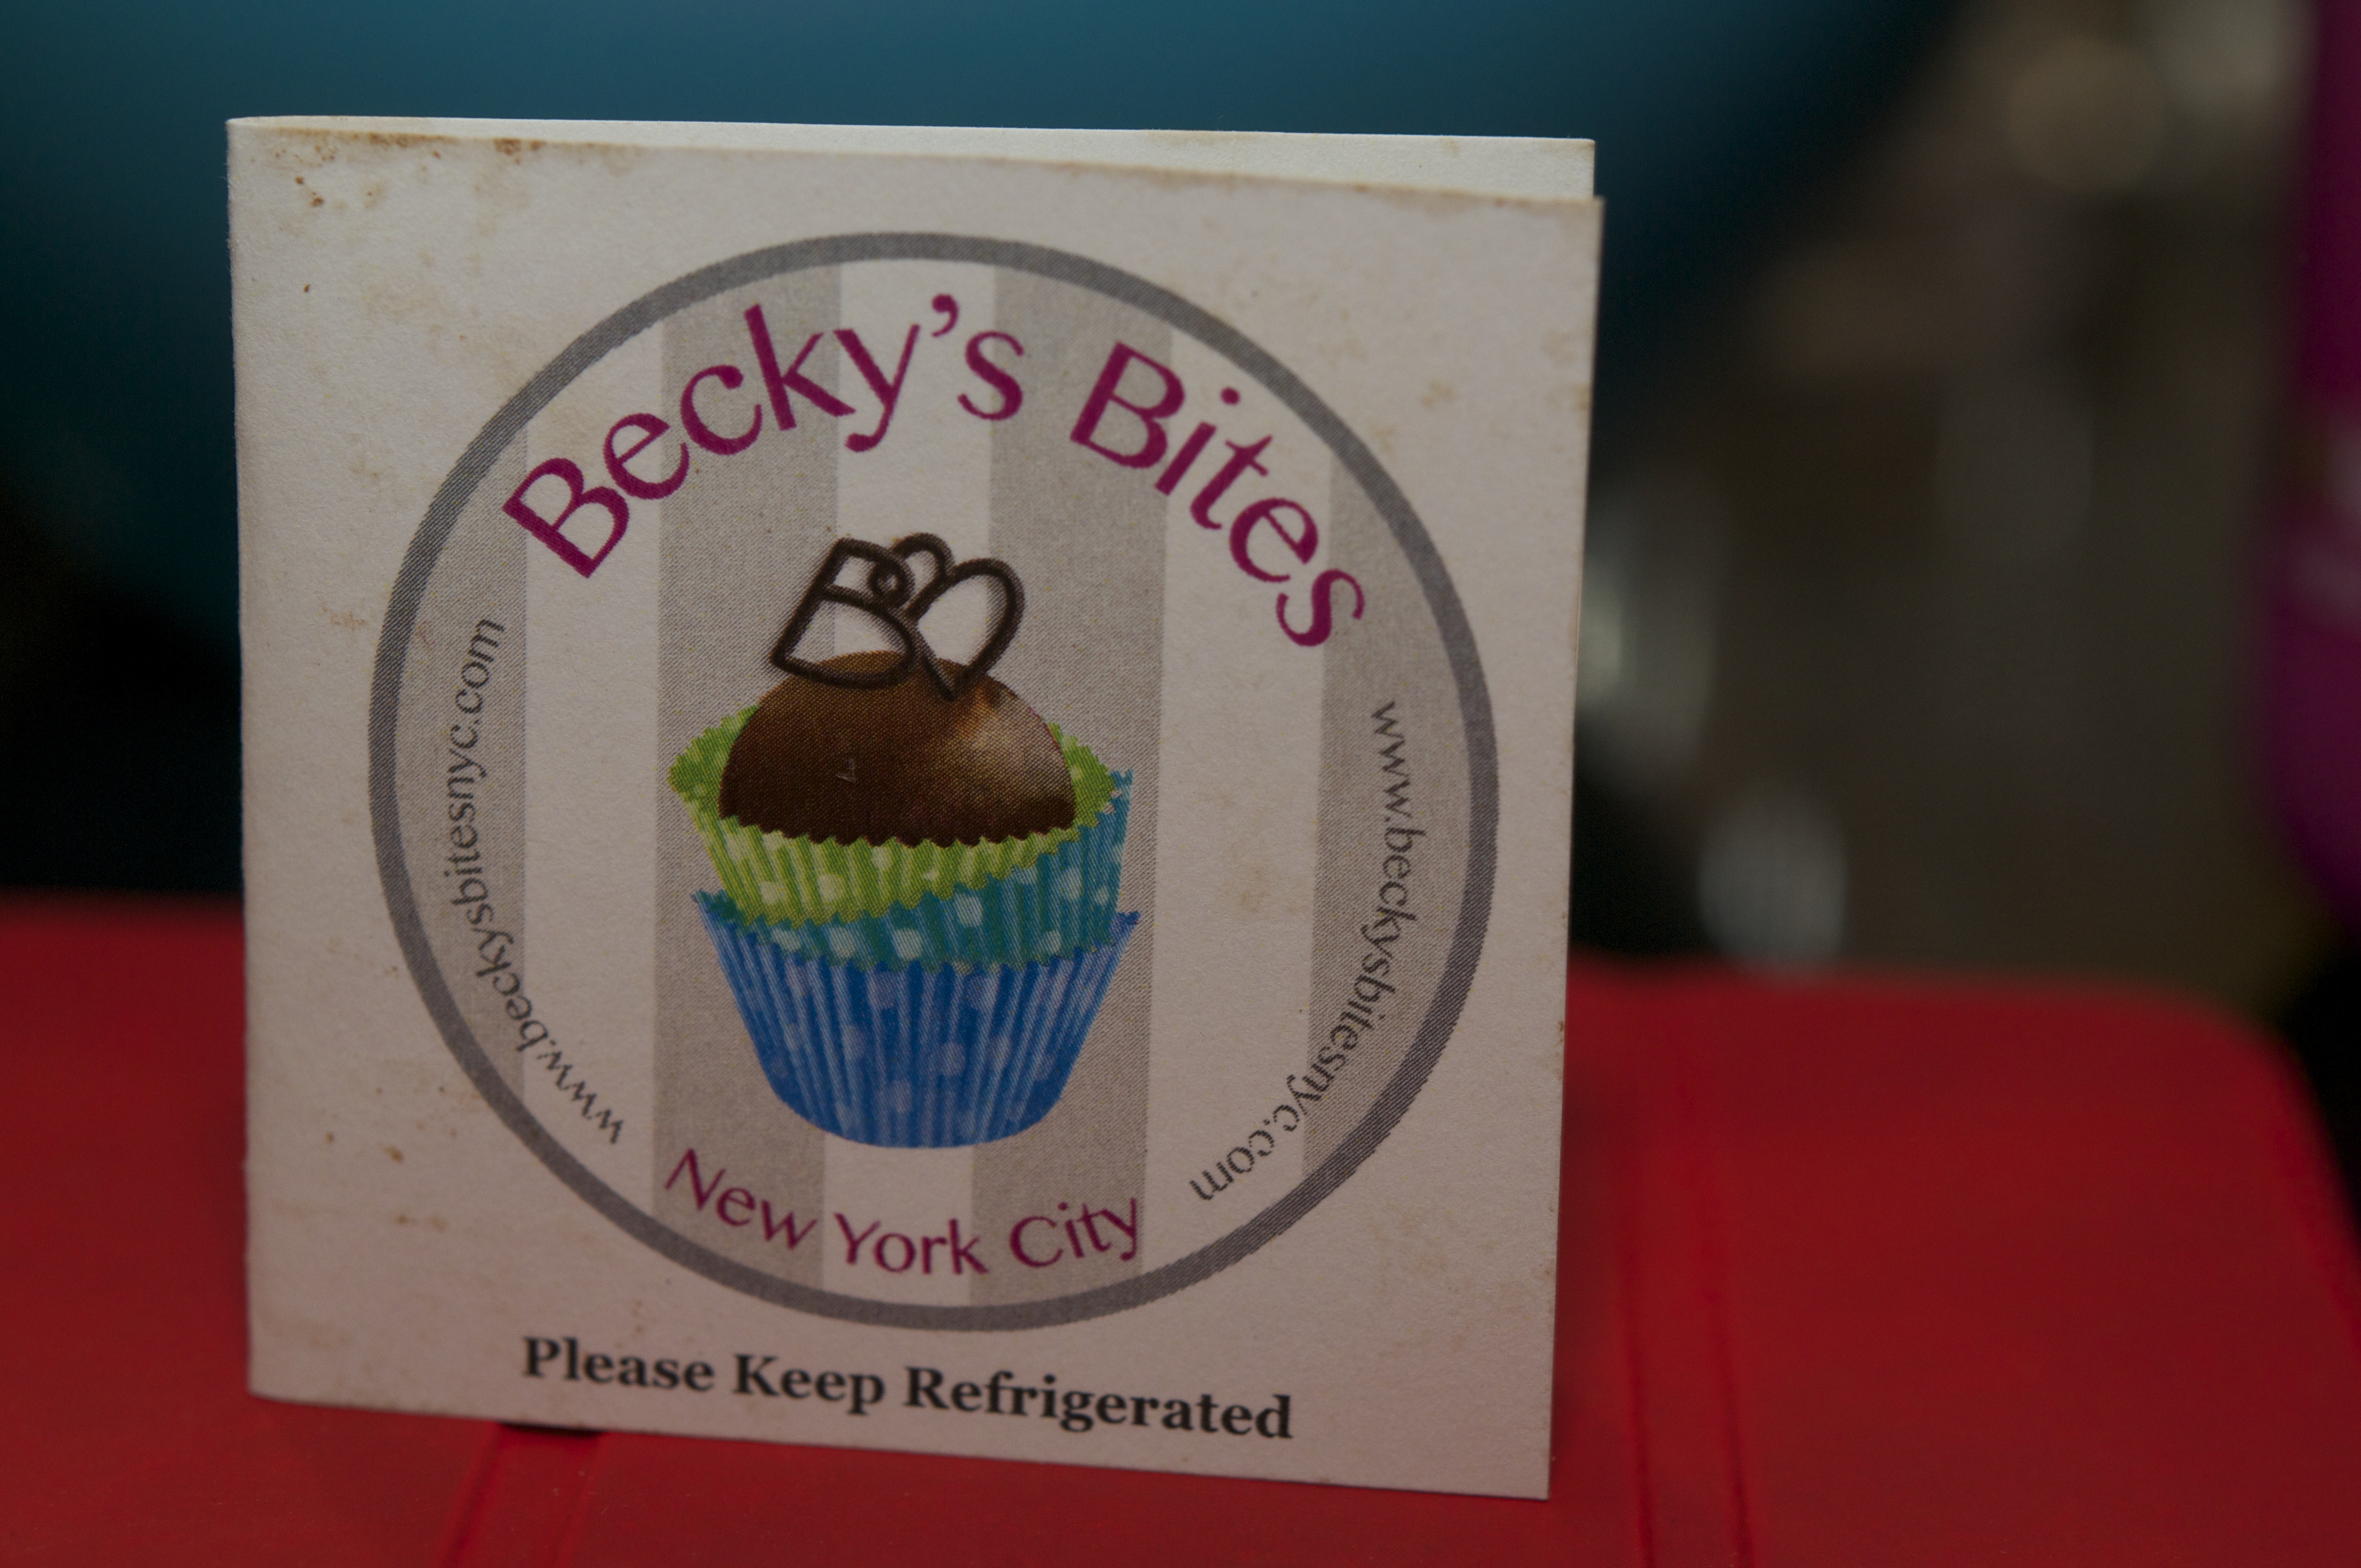 Becky's Bites
www.beckysbitesnyc.com
www.beckysbitesnyc.com
New York City
Please Keep Refrigerated